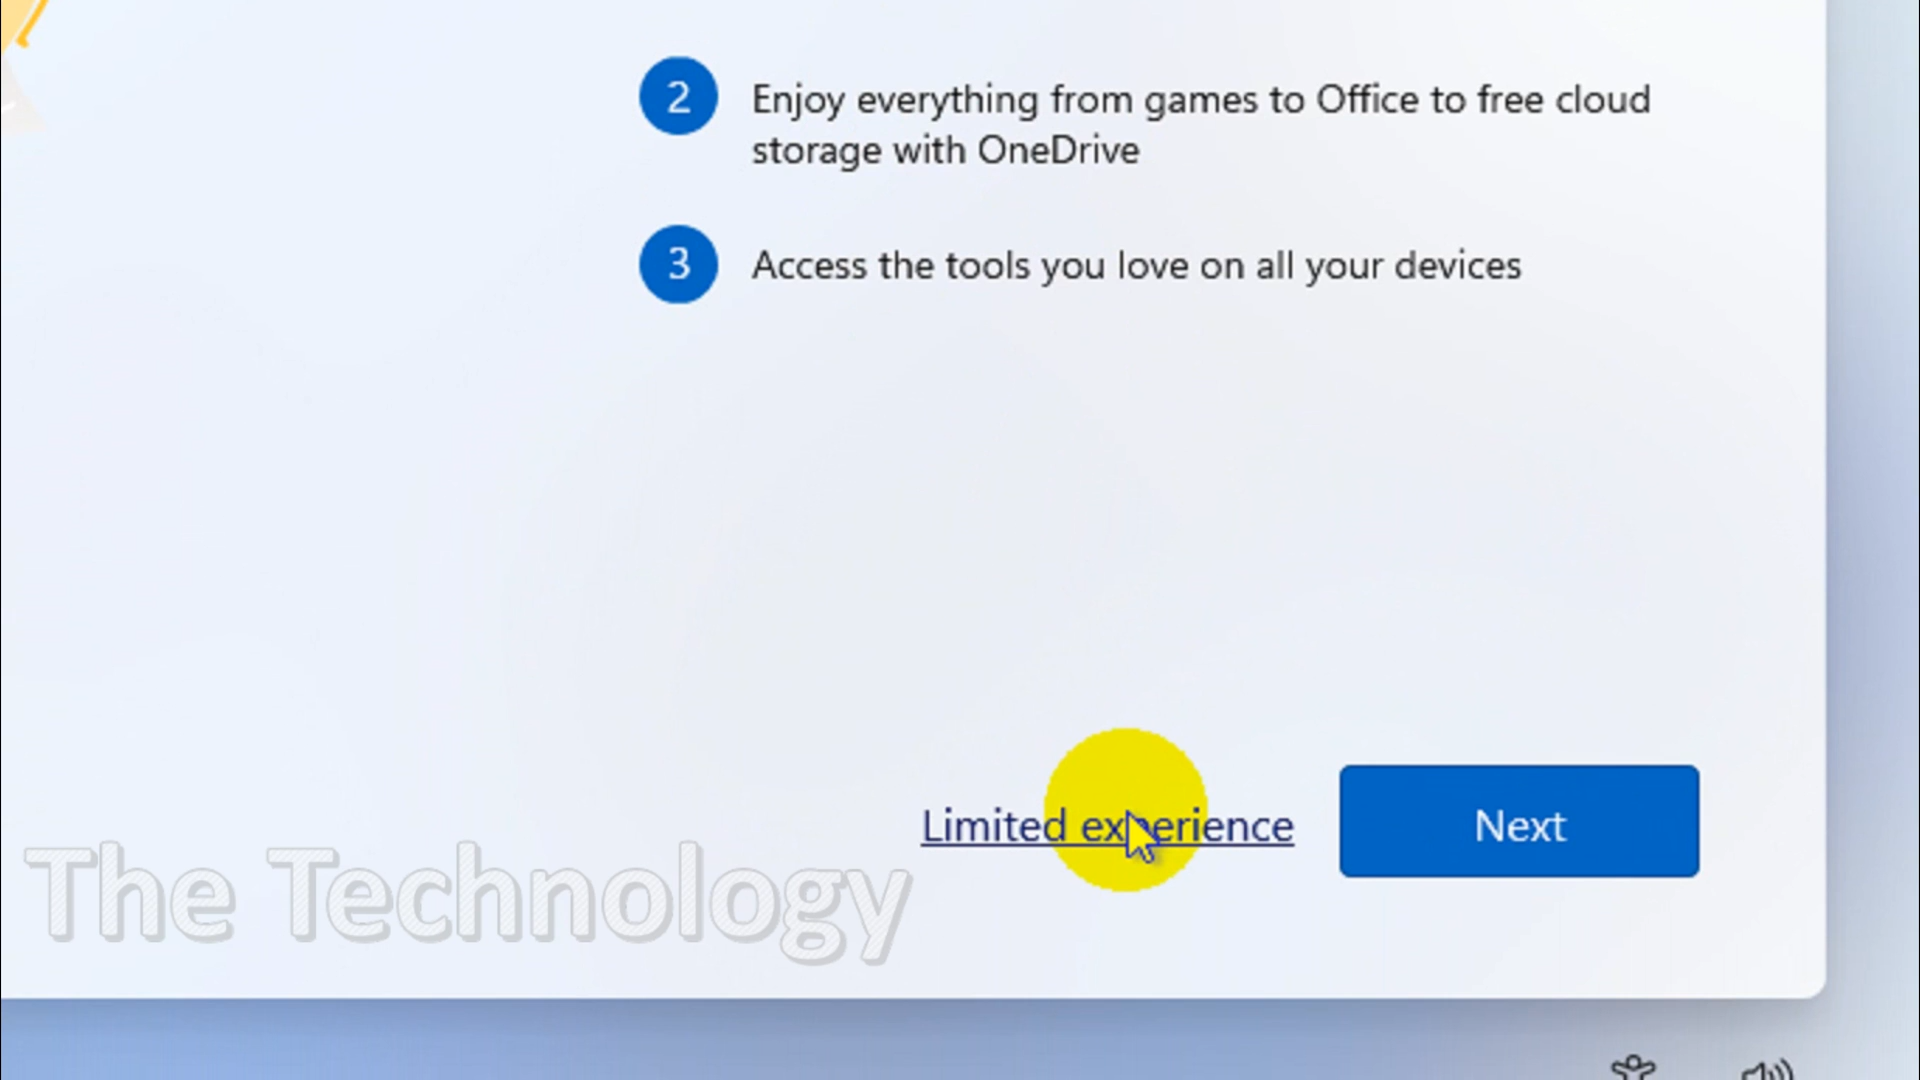 2 Enjoy everything from games to Office to free cloud
storage with OneDrive
3 Access the tools you love on all your devices
Limited experience Next
The Technology